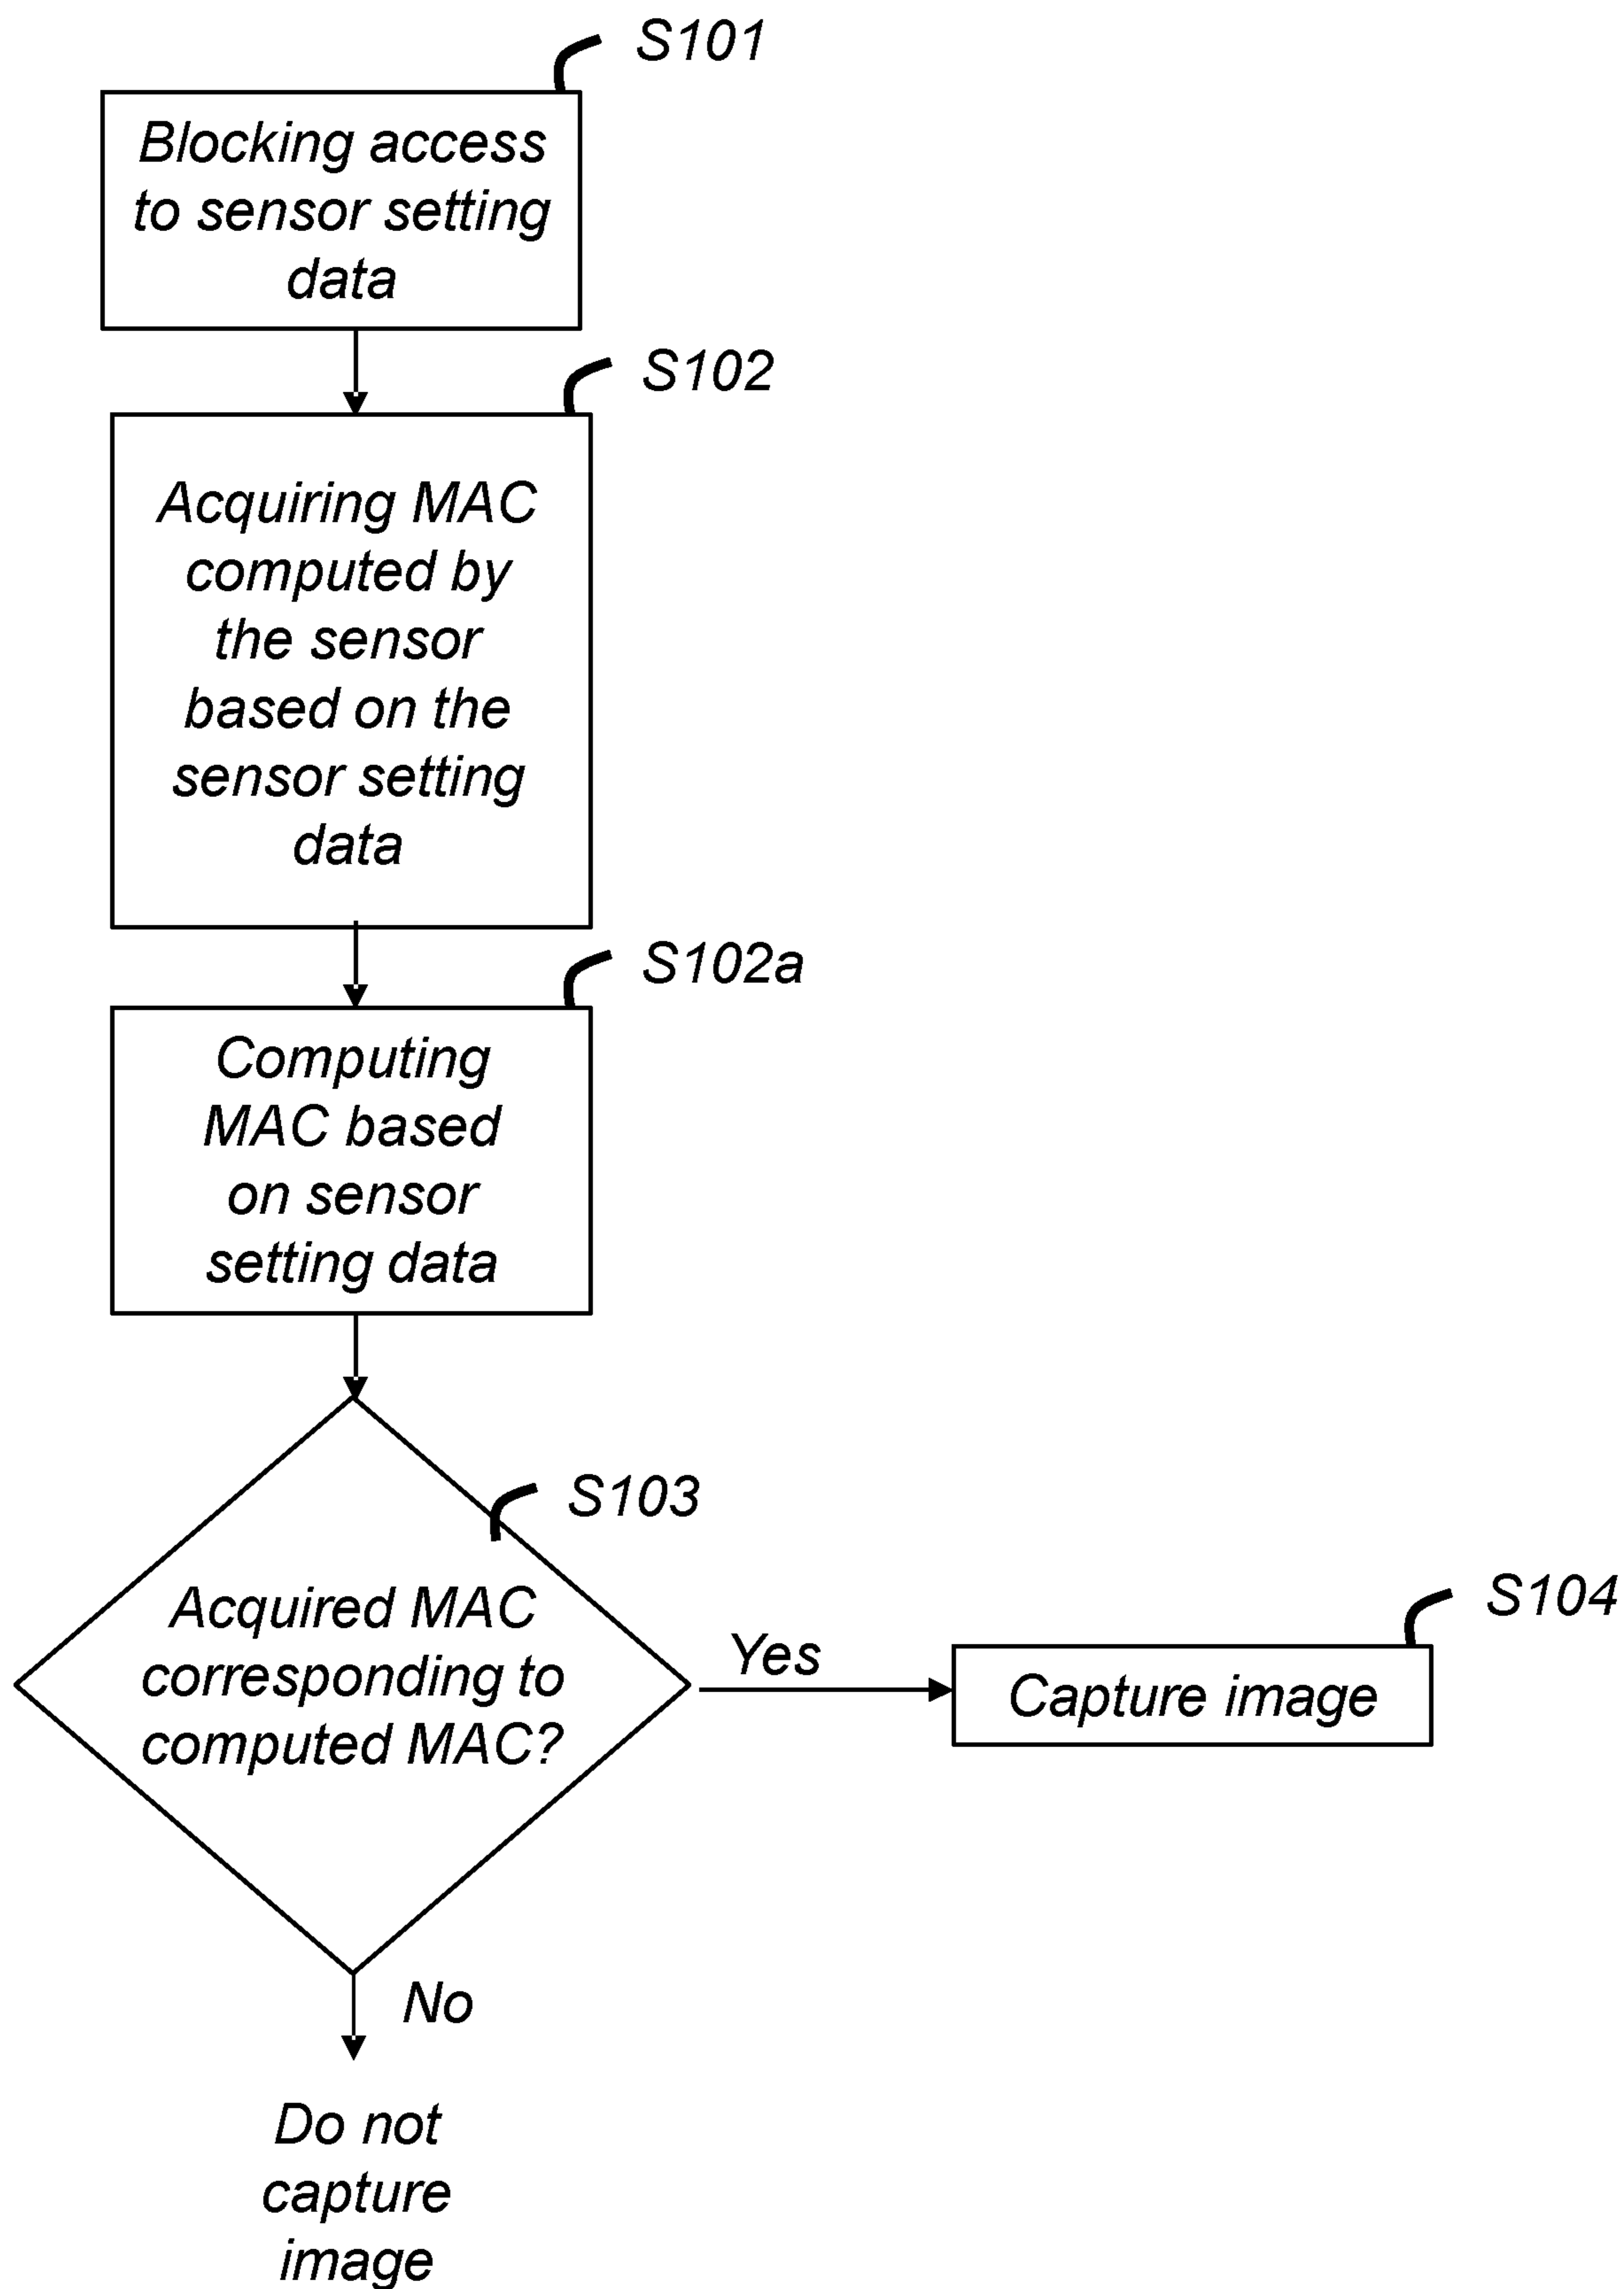 S101
Blocking access
to sensor setting
data
S102
Acquiring MAC
computed by
the sensor
based on the
sensor setting
data
S102a
Computing
MAC based
on sensor
setting data
S103
Acquired MAC
corresponding to
computed MAC?
Yes
S104
Capture image
No
Do not
capture
image